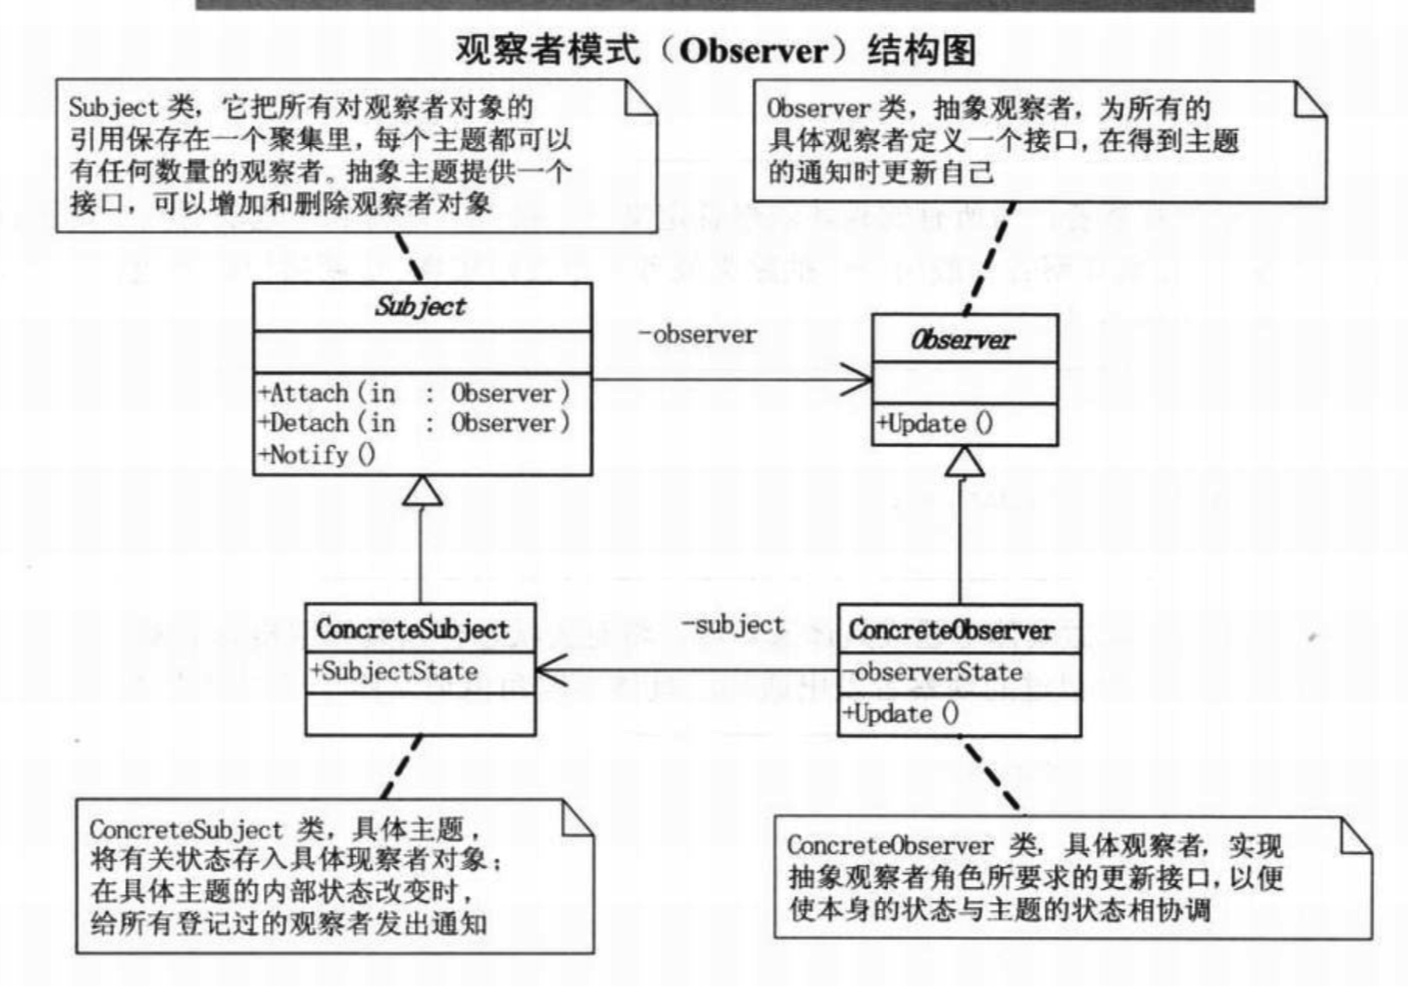 观察者模式（Observer）结构图
Subject 类，它把所有对观察者对象的
引用保存在一个聚集里，每个主题都可以
有任何数量的观察者。抽象主题提供一个
接口，可以增加和删除观察者对象
Observer 类，抽象观察者，为所有的
具体观察者定义一个接口，在得到主题
的通知时更新自己
Subject
+Attach(in : Observer)
+Detach(in : Observer)
+Notify()
-observer
Observer
+Update()
ConcreteSubject
+SubjectState
-subject
ConcreteObserver
-observerState
+Update()
ConcreteSubject 类，具体主题，
将有关状态存入具体现察者对象；
在具体主题的内部状态改变时，
给所有登记过的观察者发出通知
ConcreteObserver 类，具体观察者，实现
抽象观察者角色所要求的更新接口，以便
使本身的状态与主题的状态相协调